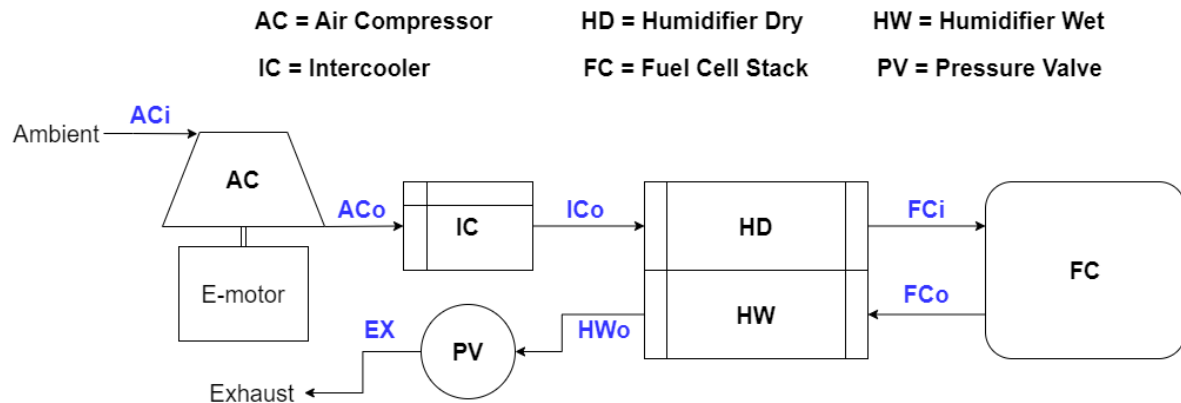 AC = Air Compressor HD = Humidifier Dry HW = Humidifier Wet
IC = Intercooler FC = Fuel Cell Stack PV = Pressure Valve
ACi
Ambient
AC
ACo
IC
ICo
HD
FCi
FC
E-motor
FCo
HW
HWo
PV
EX
Exhaust